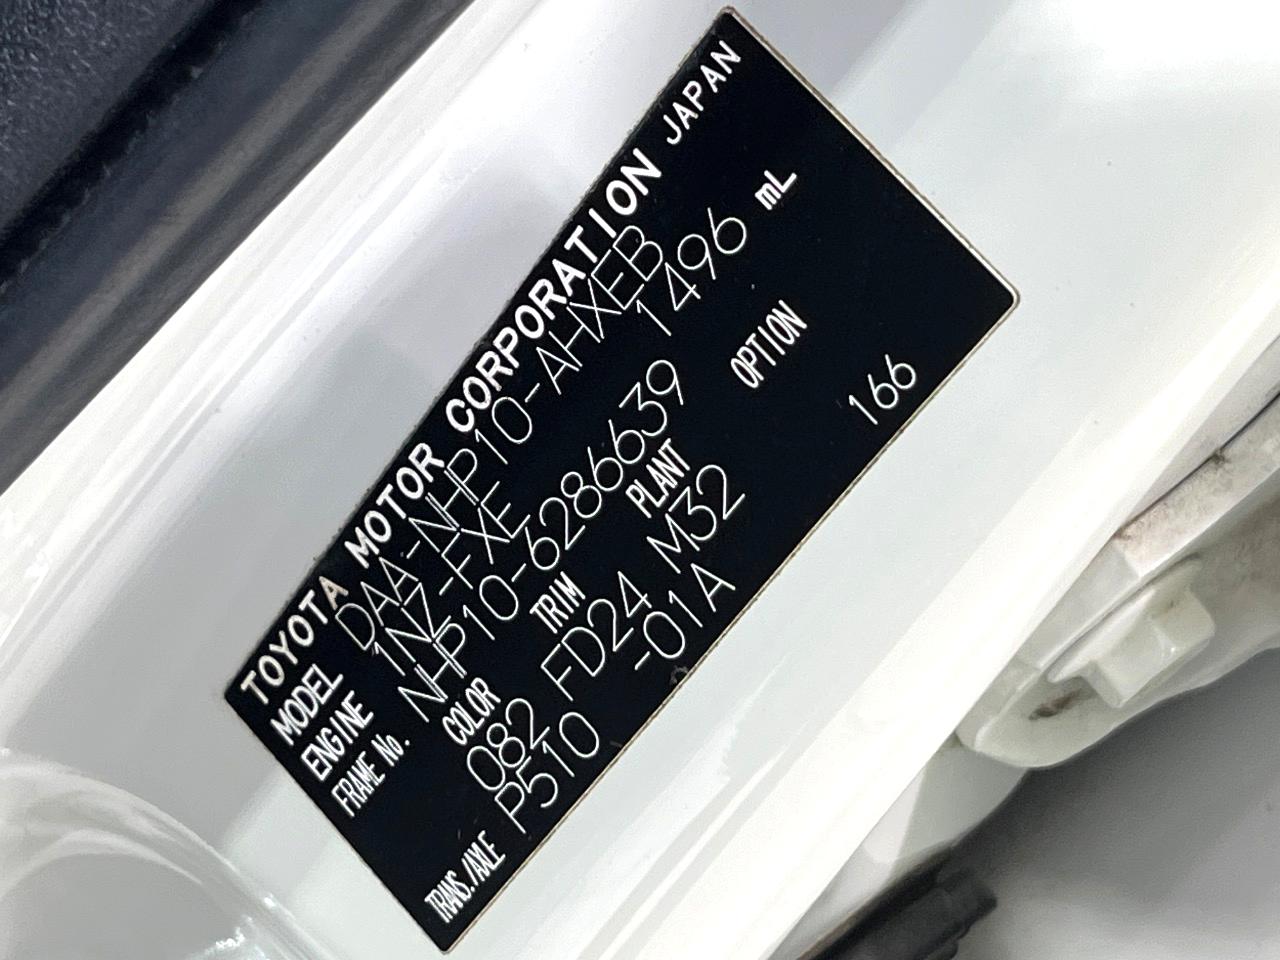 TOYOTA MOTOR CORPORATION JAPAN
MODEL DAA-NHP10-AHXEB
ENGINE 1NZ-FXE 1496 mL
FRAME No. NHP10-6286639
COLOR TRIM PLANT OPTION
082 FD24 M32
TRANS./AXLE P510 -01A 166